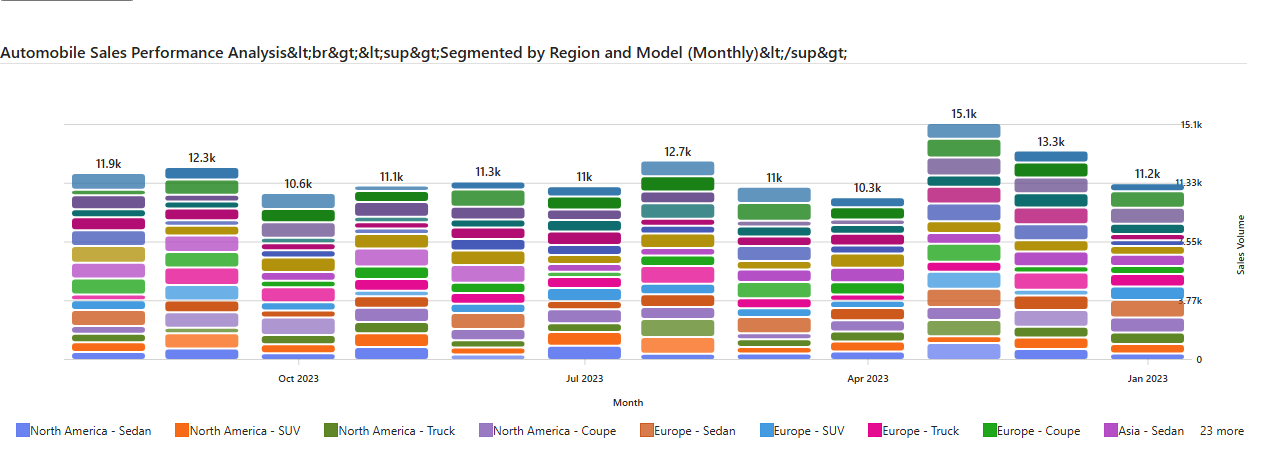 Automobile Sales Performance Analysis&lt;br&gt;&lt;sup&gt;Segmented by Region and Model (Monthly)&lt;/sup&gt;
15.1k
15.1k
13.3k
12.7k
12.3k
11.9k
11.1k
11.3k
11k
11k
10.6k
10.3k
11.2k
11.33k
7.55k
3.77k
0
Sales Volume
Oct 2023
Jul 2023
Apr 2023
Jan 2023
Month
North America - Sedan
North America - SUV
North America - Truck
North America - Coupe
Europe - Sedan
Europe - SUV
Europe - Truck
Europe - Coupe
Asia - Sedan
23 more